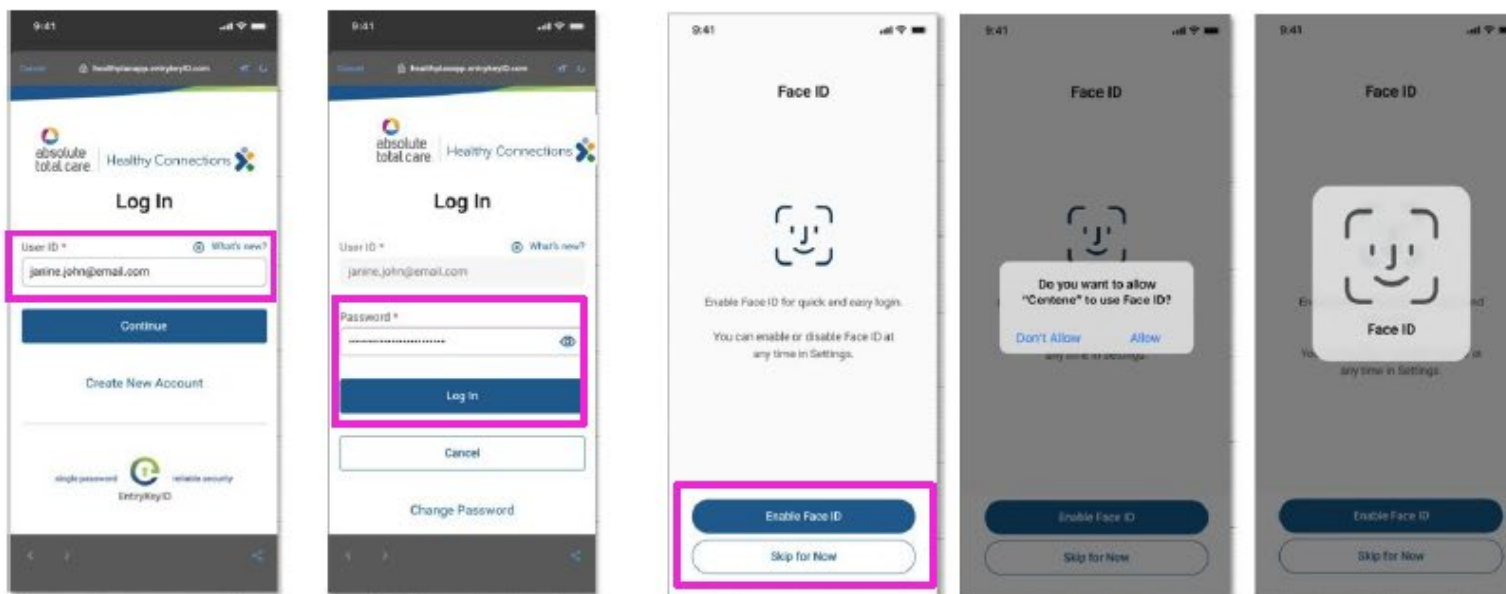 9:41
Cancel
healthplanapp.entrykeyID.com
absolute
total care
Healthy Connections
Log In
User ID *
What's new?
janine.john@email.com
Continue
Create New Account
single password
reliable security
EntryKeyID
9:41
Cancel
healthplanapp.entrykeyID.com
absolute
total care
Healthy Connections
Log In
User ID *
What's new?
janine.john@email.com
Password *
Log In
Cancel
Change Password
9:41
Face ID
Enable Face ID for quick and easy login.
You can enable or disable Face ID at
any time in Settings.
Enable Face ID
Skip for Now
9:41
Face ID
Do you want to allow
"Centene" to use Face ID?
Don't Allow
Allow
any time in Settings.
Enable Face ID
Skip for Now
9:41
Face ID
Face ID
any time in Settings.
Enable Face ID
Skip for Now